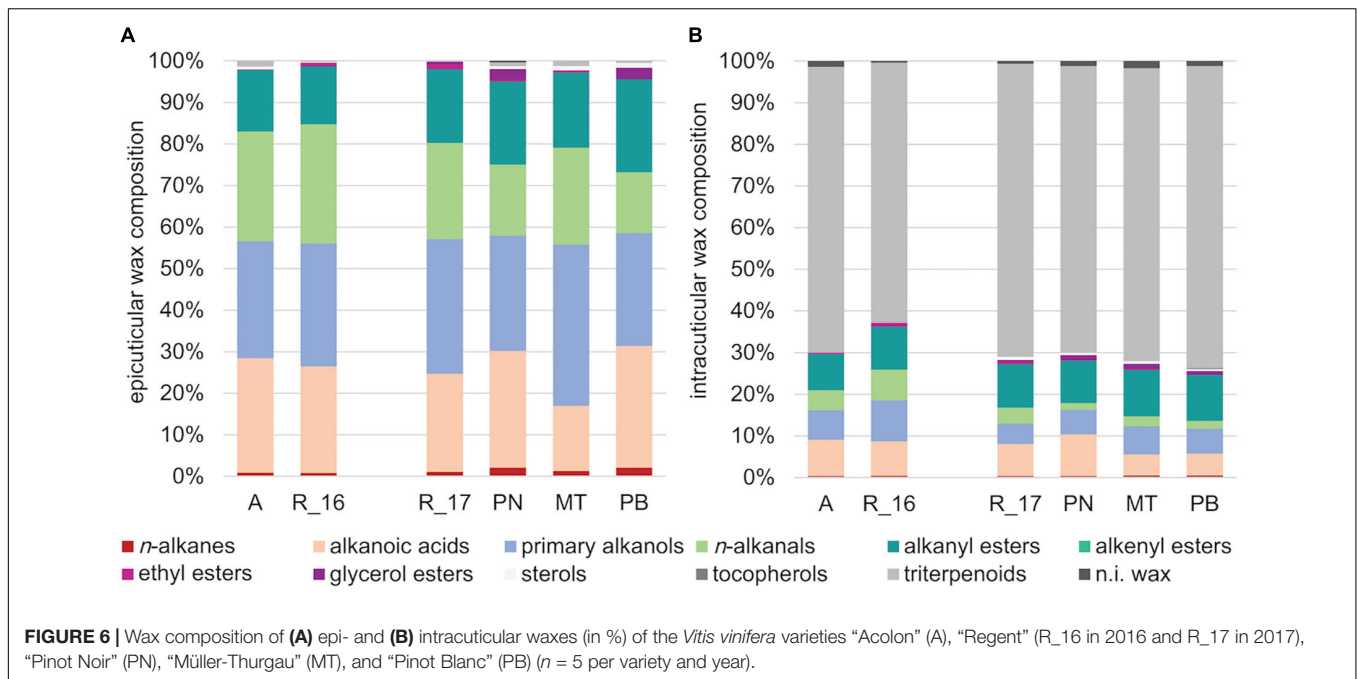 A
B
100%
90%
80%
70%
60%
50%
40%
30%
20%
10%
0%
epicuticular wax composition
A R_16 R_17 PN MT PB
100%
90%
80%
70%
60%
50%
40%
30%
20%
10%
0%
intracuticular wax composition
A R_16 R_17 PN MT PB
n-alkanes alkanoic acids primary alkanols n-alkanals alkanyl esters alkenyl esters
ethyl esters glycerol esters sterols tocopherols triterpenoids n.i. wax
FIGURE 6 | Wax composition of (A) epi- and (B) intracuticular waxes (in %) of the Vitis vinifera varieties “Acolon” (A), “Regent” (R_16 in 2016 and R_17 in 2017),
“Pinot Noir” (PN), “Müller-Thurgau” (MT), and “Pinot Blanc” (PB) (n = 5 per variety and year).